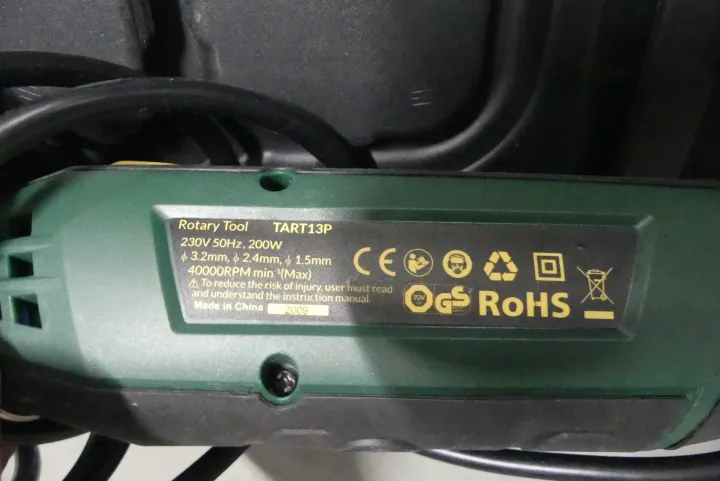 Rotary Tool TART13P
230V 50Hz, 200W
ϕ 3.2mm, ϕ 2.4mm, ϕ 1.5mm
40000RPM min⁻¹(Max)
⚠ To reduce the risk of injury, user must read
and understand the instruction manual.
Made in China 2009
CE
TÜV GS RoHS